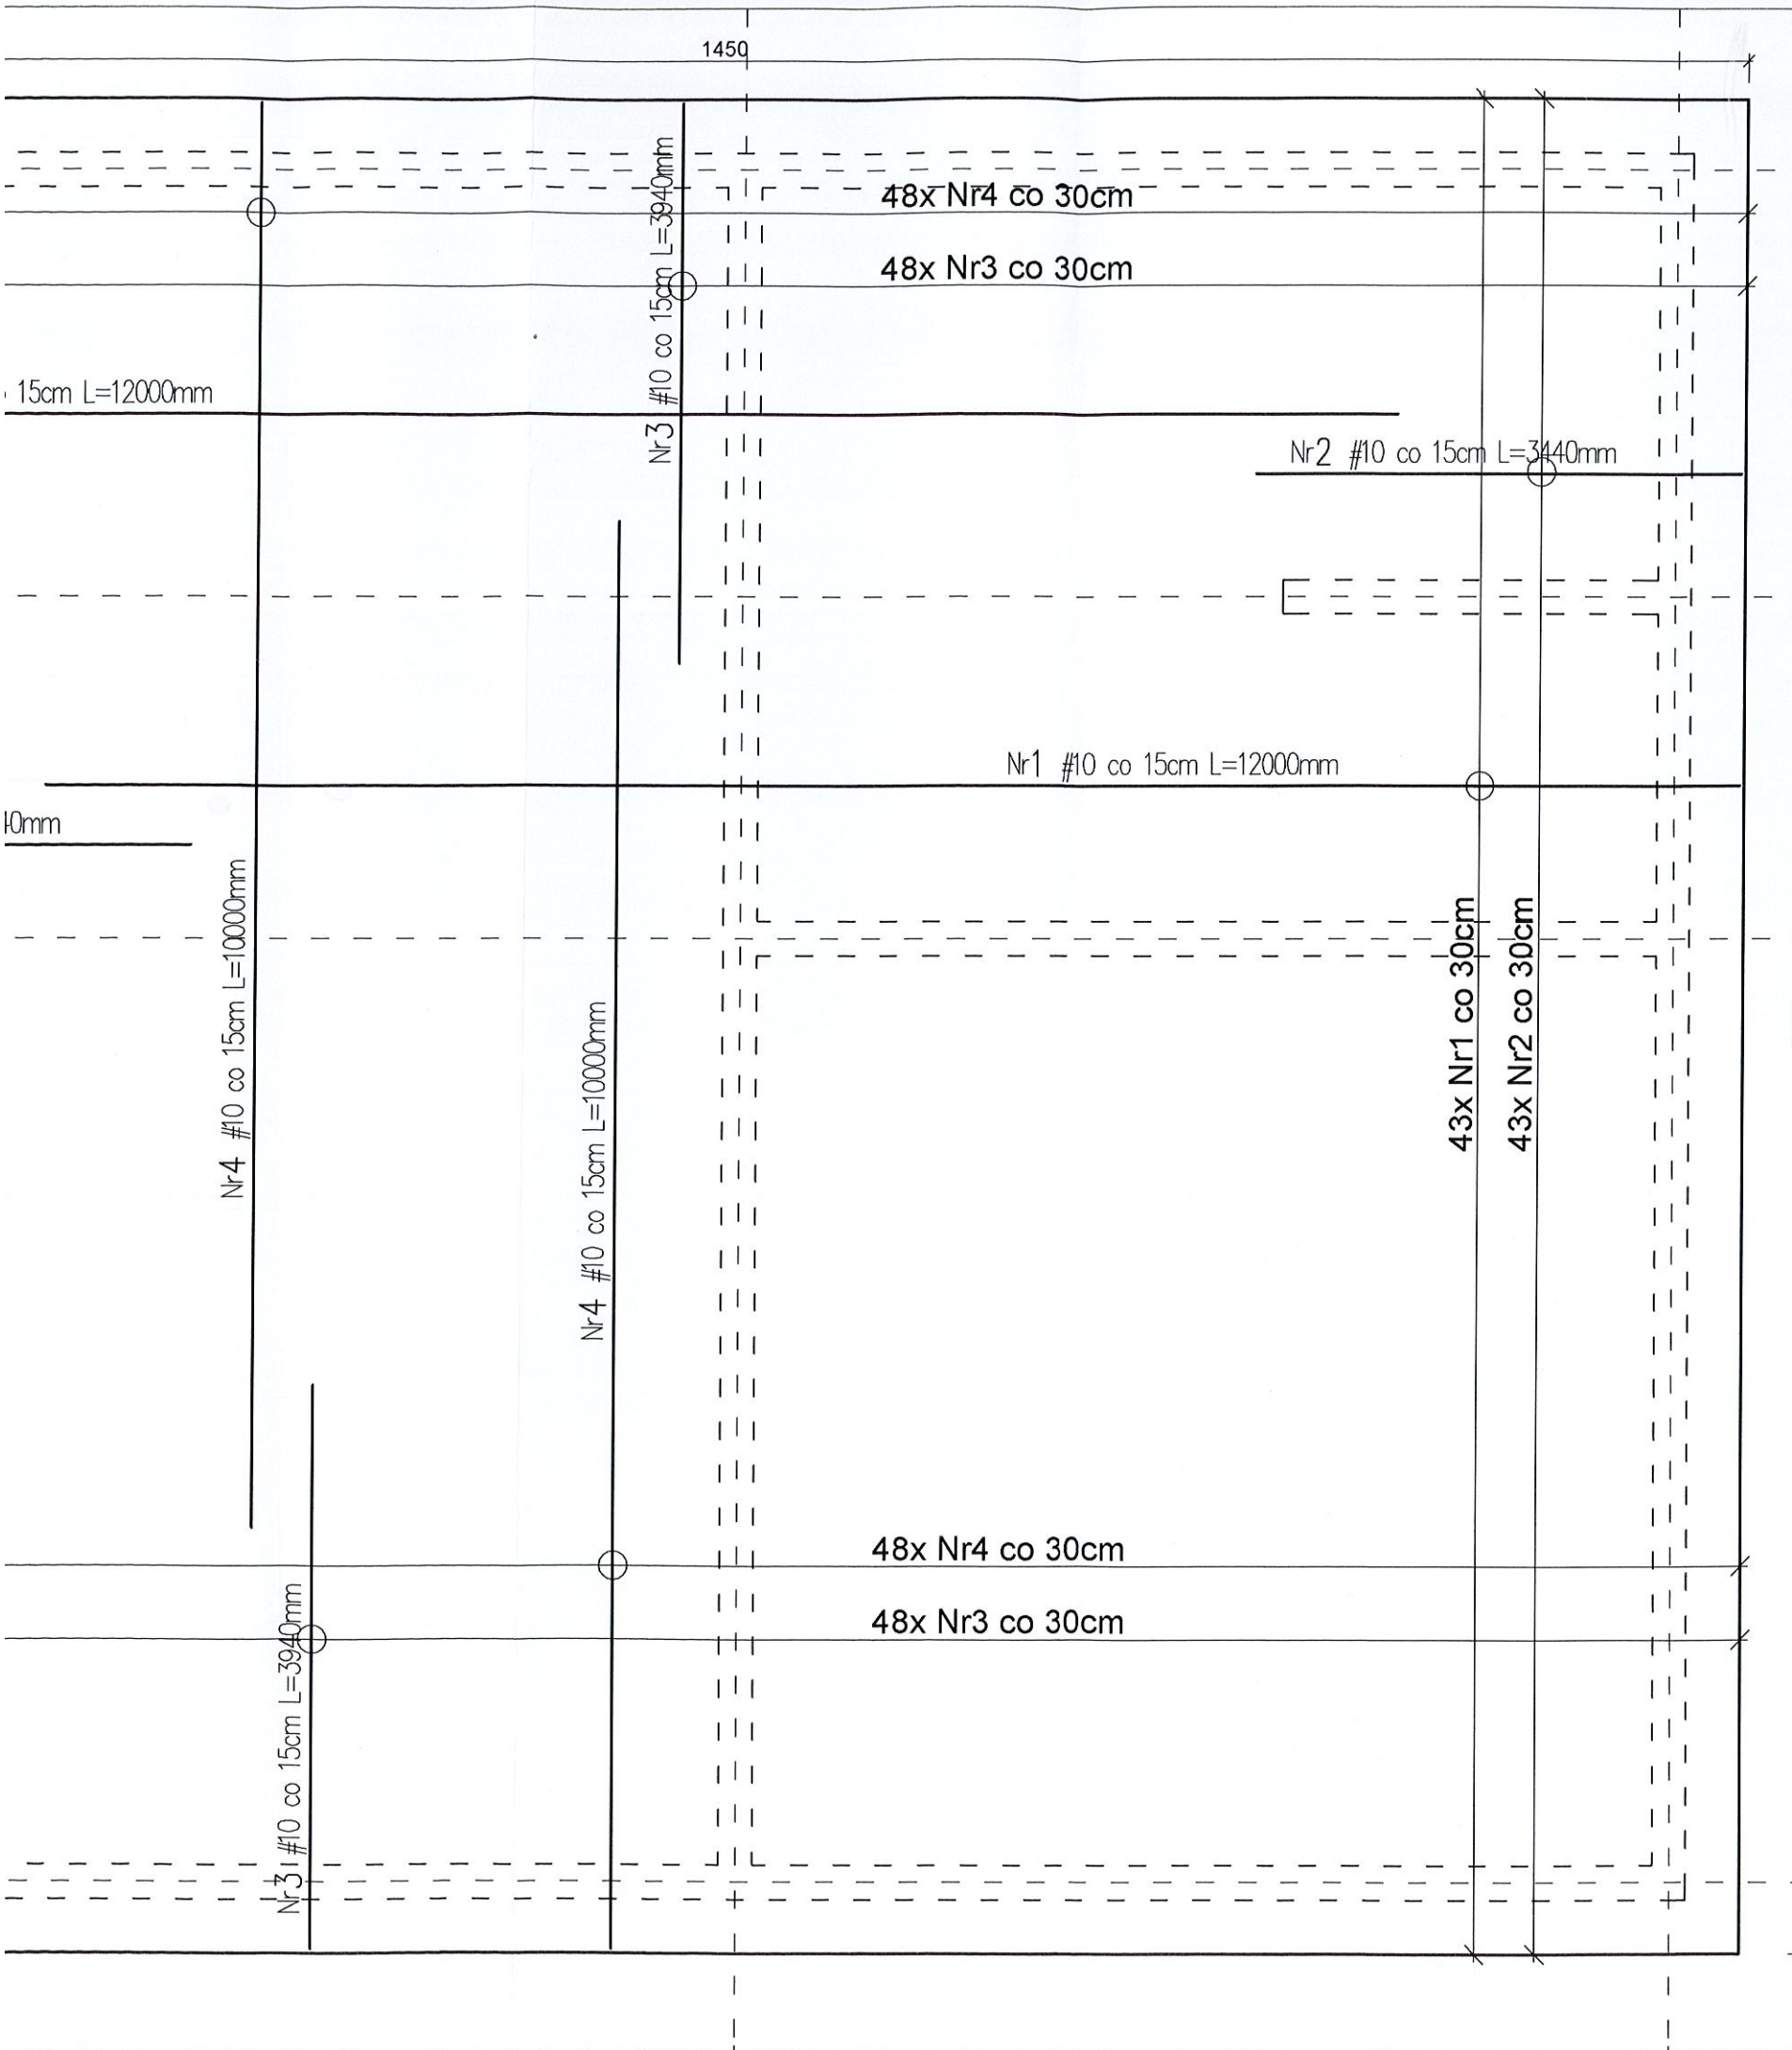 1450
48x Nr4 co 30cm
48x Nr3 co 30cm
Nr3 #10 co 15cm L=3940mm
15cm L=12000mm
Nr2 #10 co 15cm L=3440mm
Nr1 #10 co 15cm L=12000mm
40mm
Nr4 #10 co 15cm L=10000mm
Nr4 #10 co 15cm L=10000mm
43x Nr1 co 30cm
43x Nr2 co 30cm
48x Nr4 co 30cm
48x Nr3 co 30cm
Nr3 #10 co 15cm L=3940mm